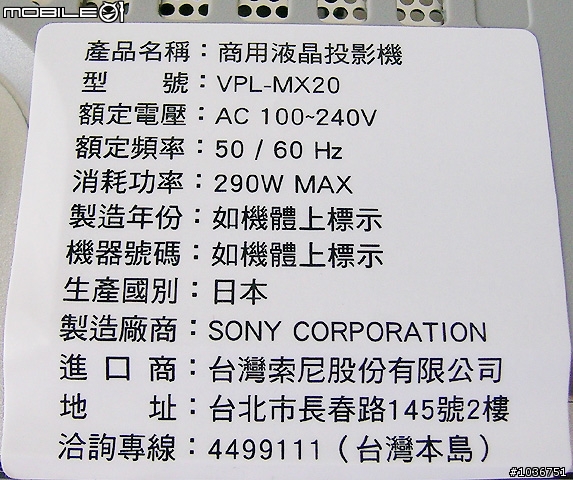 MOBILE01
產品名稱：商用液晶投影機
型　　號：VPL-MX20
額定電壓：AC 100~240V
額定頻率：50 / 60 Hz
消耗功率：290W MAX
製造年份：如機體上標示
機器號碼：如機體上標示
生產國別：日本
製造廠商：SONY CORPORATION
進 口 商：台灣索尼股份有限公司
地　　址：台北市長春路145號2樓
洽詢專線：4499111（台灣本島）
#1036751